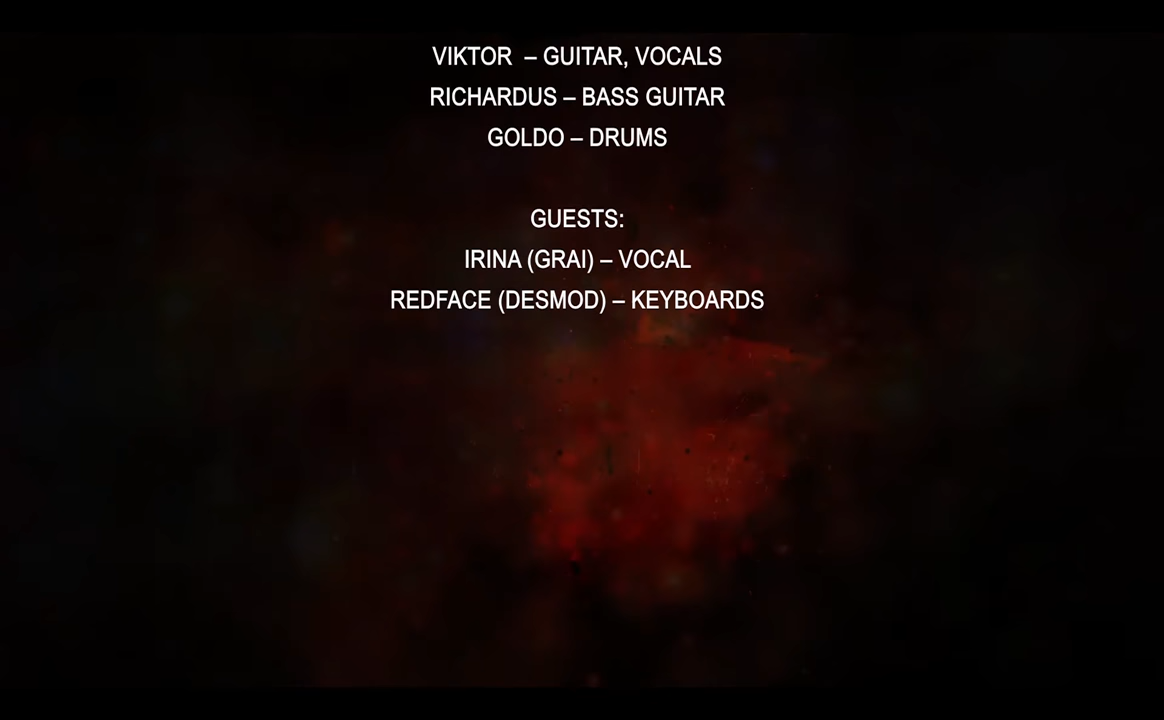 VIKTOR – GUITAR, VOCALS
RICHARDUS – BASS GUITAR
GOLDO – DRUMS
GUESTS:
IRINA (GRAI) – VOCAL
REDFACE (DESMOD) – KEYBOARDS